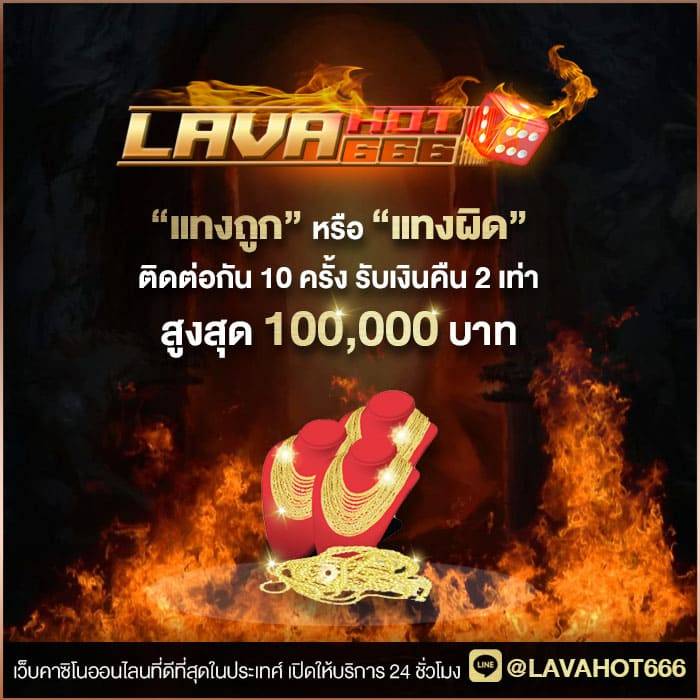 LAVA HOT 666
“แทงถูก” หรือ “แทงผิด”
ติดต่อกัน 10 ครั้ง รับเงินคืน 2 เท่า
สูงสุด 100,000 บาท
เว็บคาซิโนออนไลนที่ดีที่สุดในประเทศ เปิดให้บริการ 24 ชั่วโมง LINE @LAVAHOT666